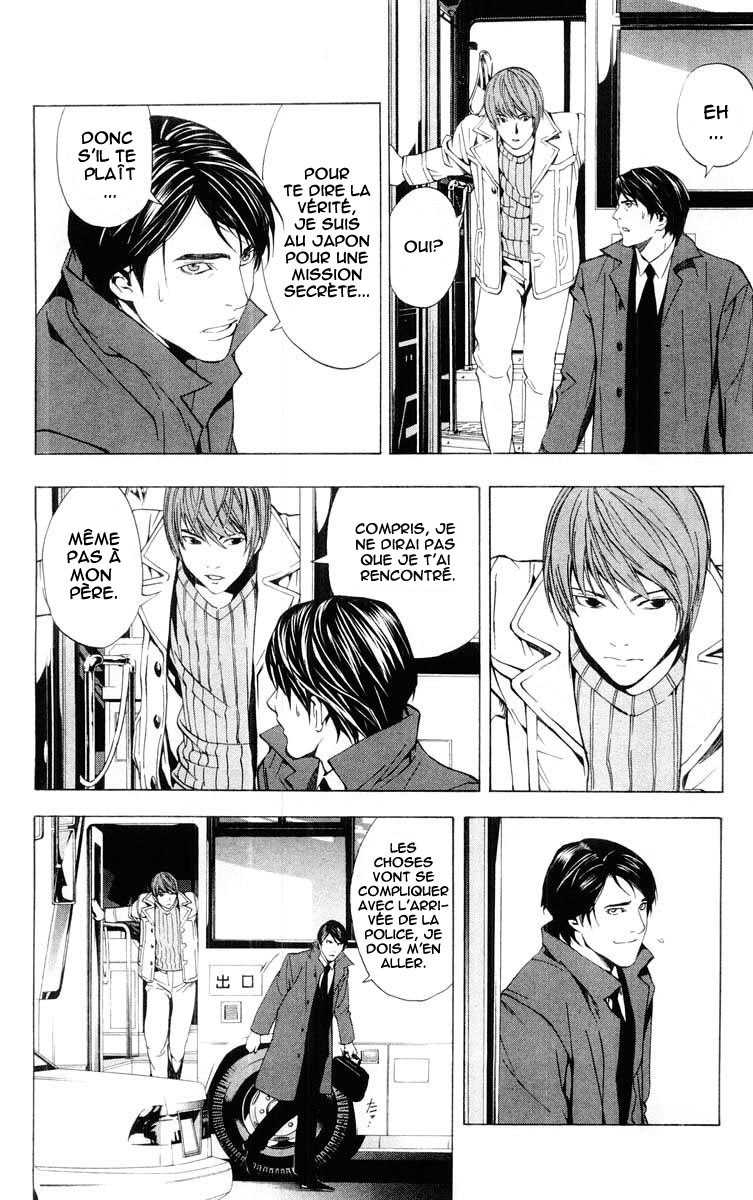 EH
...
OUI?
POUR
TE DIRE LA
VÉRITÉ,
JE SUIS
AU JAPON
POUR UNE
MISSION
SECRÈTE...
DONC
S'IL TE
PLAÎT
...
COMPRIS, JE
NE DIRAI PAS
QUE JE T'AI
RENCONTRÉ.
MÊME
PAS À
MON
PÈRE.
LES
CHOSES
VONT SE
COMPLIQUER
AVEC L'ARRI-
VÉE DE LA
POLICE, JE
DOIS M'EN
ALLER.
出口